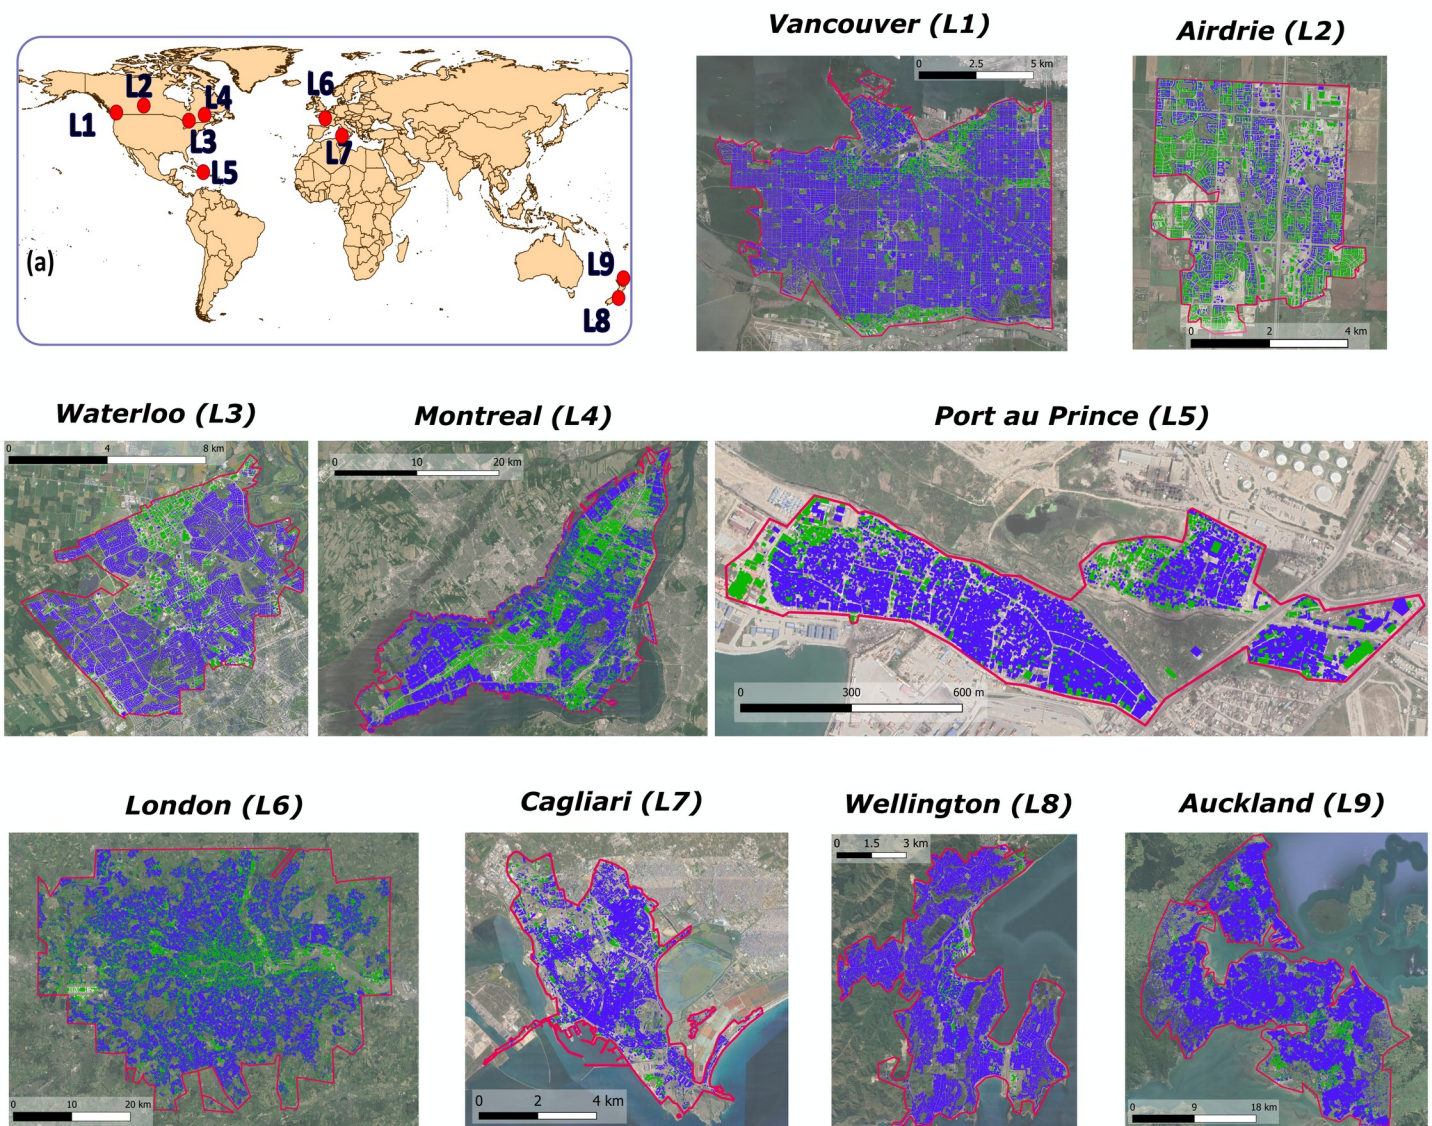 Vancouver (L1)
Airdrie (L2)
0 2.5 5 km
L6
L2
L4
L1
L3
L7
L5
(a)
L9
L8
0 2 4 km
Waterloo (L3)
Montreal (L4)
Port au Prince (L5)
0 4 8 km
0 10 20 km
0 300 600 m
London (L6)
Cagliari (L7)
Wellington (L8)
Auckland (L9)
0 1.5 3 km
0 10 20 km
0 2 4 km
0 9 18 km